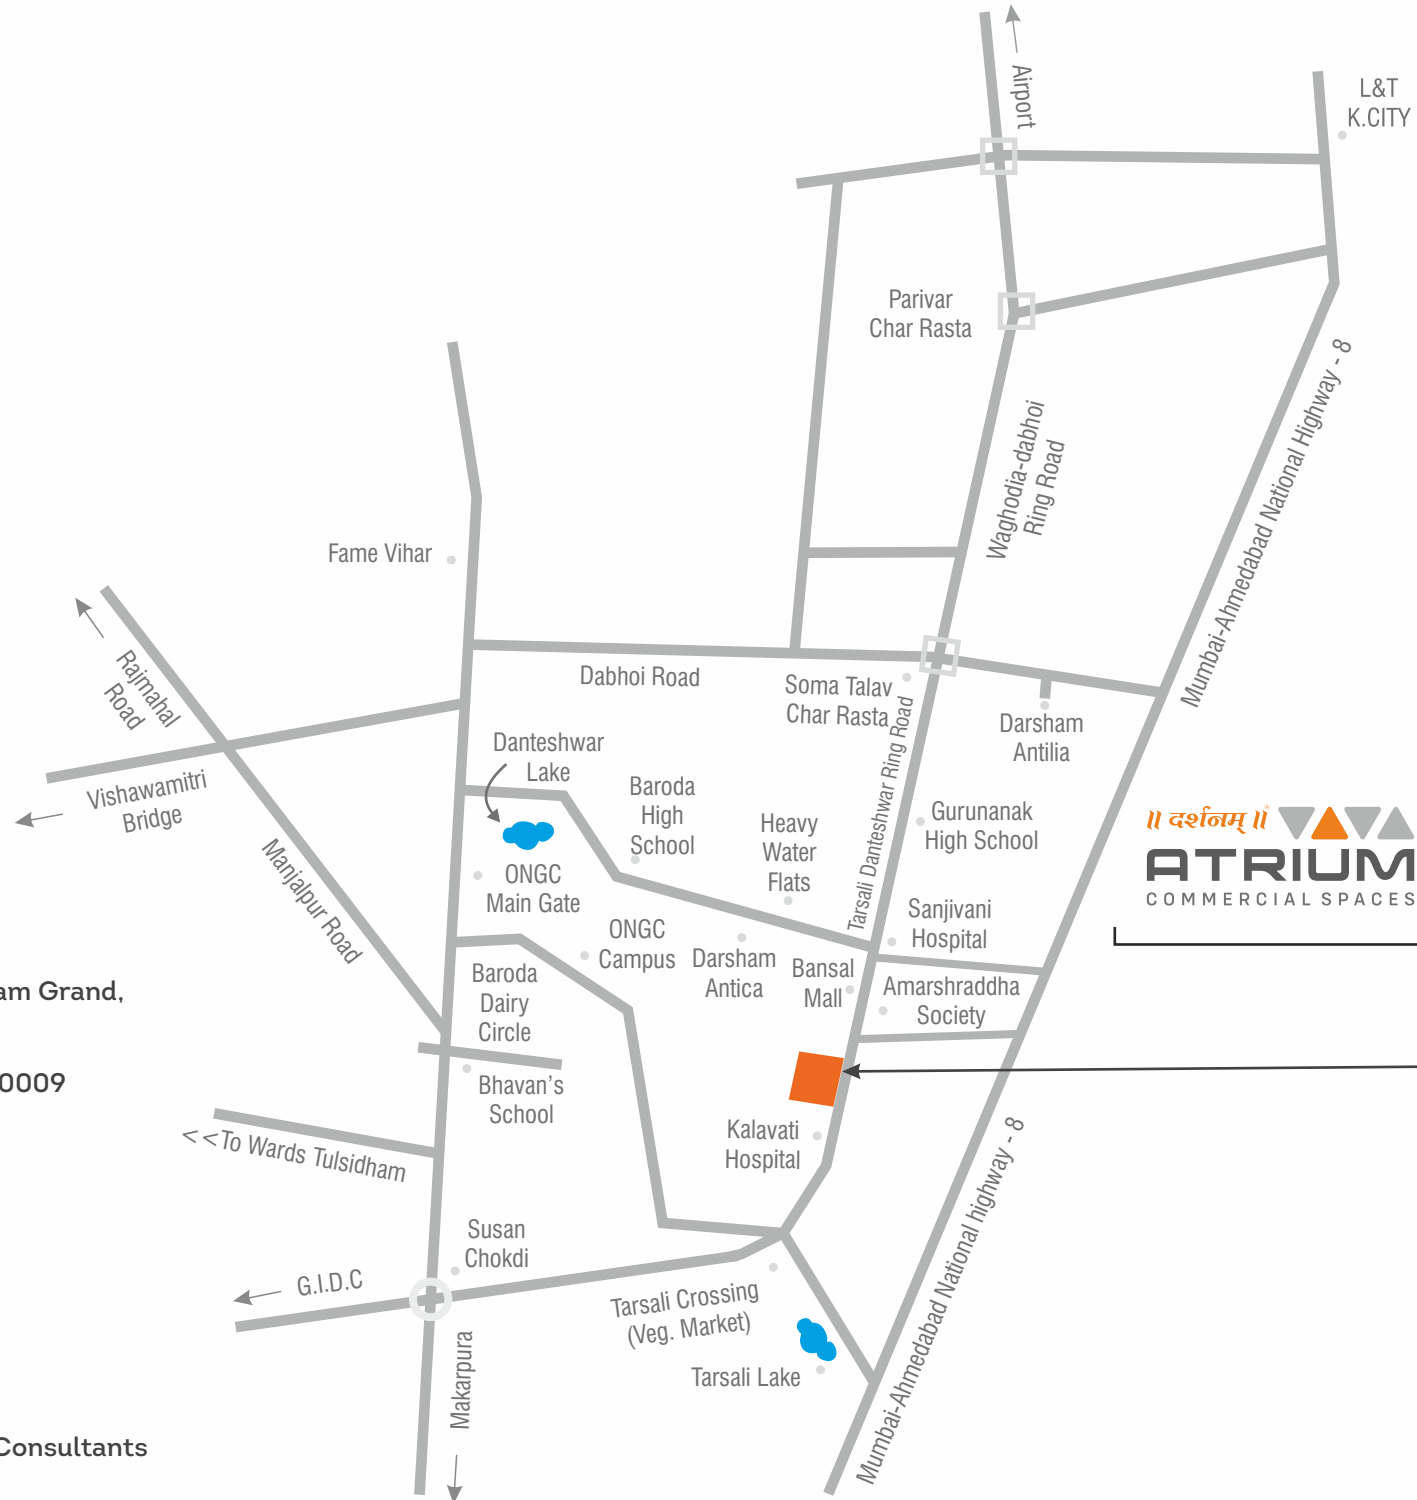 Airport
L&T
K.CITY
Parivar
Char Rasta
Waghodia-dabhoi
Ring Road
Mumbai-Ahmedabad National Highway - 8
Fame Vihar
Rajmahal
Road
Dabhoi Road
Soma Talav
Char Rasta
Darsham
Antilia
Vishawamitri
Bridge
Danteshwar
Lake
Baroda
High
School
Heavy
Water
Flats
Tarsali Danteshwar Ring Road
Gurunanak
High School
॥ दर्शनम् ॥
ATRIUM
COMMERCIAL SPACES
Manjalpur Road
ONGC
Main Gate
ONGC
Campus
Darsham
Antica
Bansal
Mall
Sanjivani
Hospital
Amarshraddha
Society
am Grand,
0009
Baroda
Dairy
Circle
Bhavan's
School
<<To Wards Tulsidham
Kalavati
Hospital
Susan
Chokdi
G.I.D.C
Tarsali Crossing
(Veg. Market)
Tarsali Lake
Mumbai-Ahmedabad National highway - 8
Makarpura
Consultants